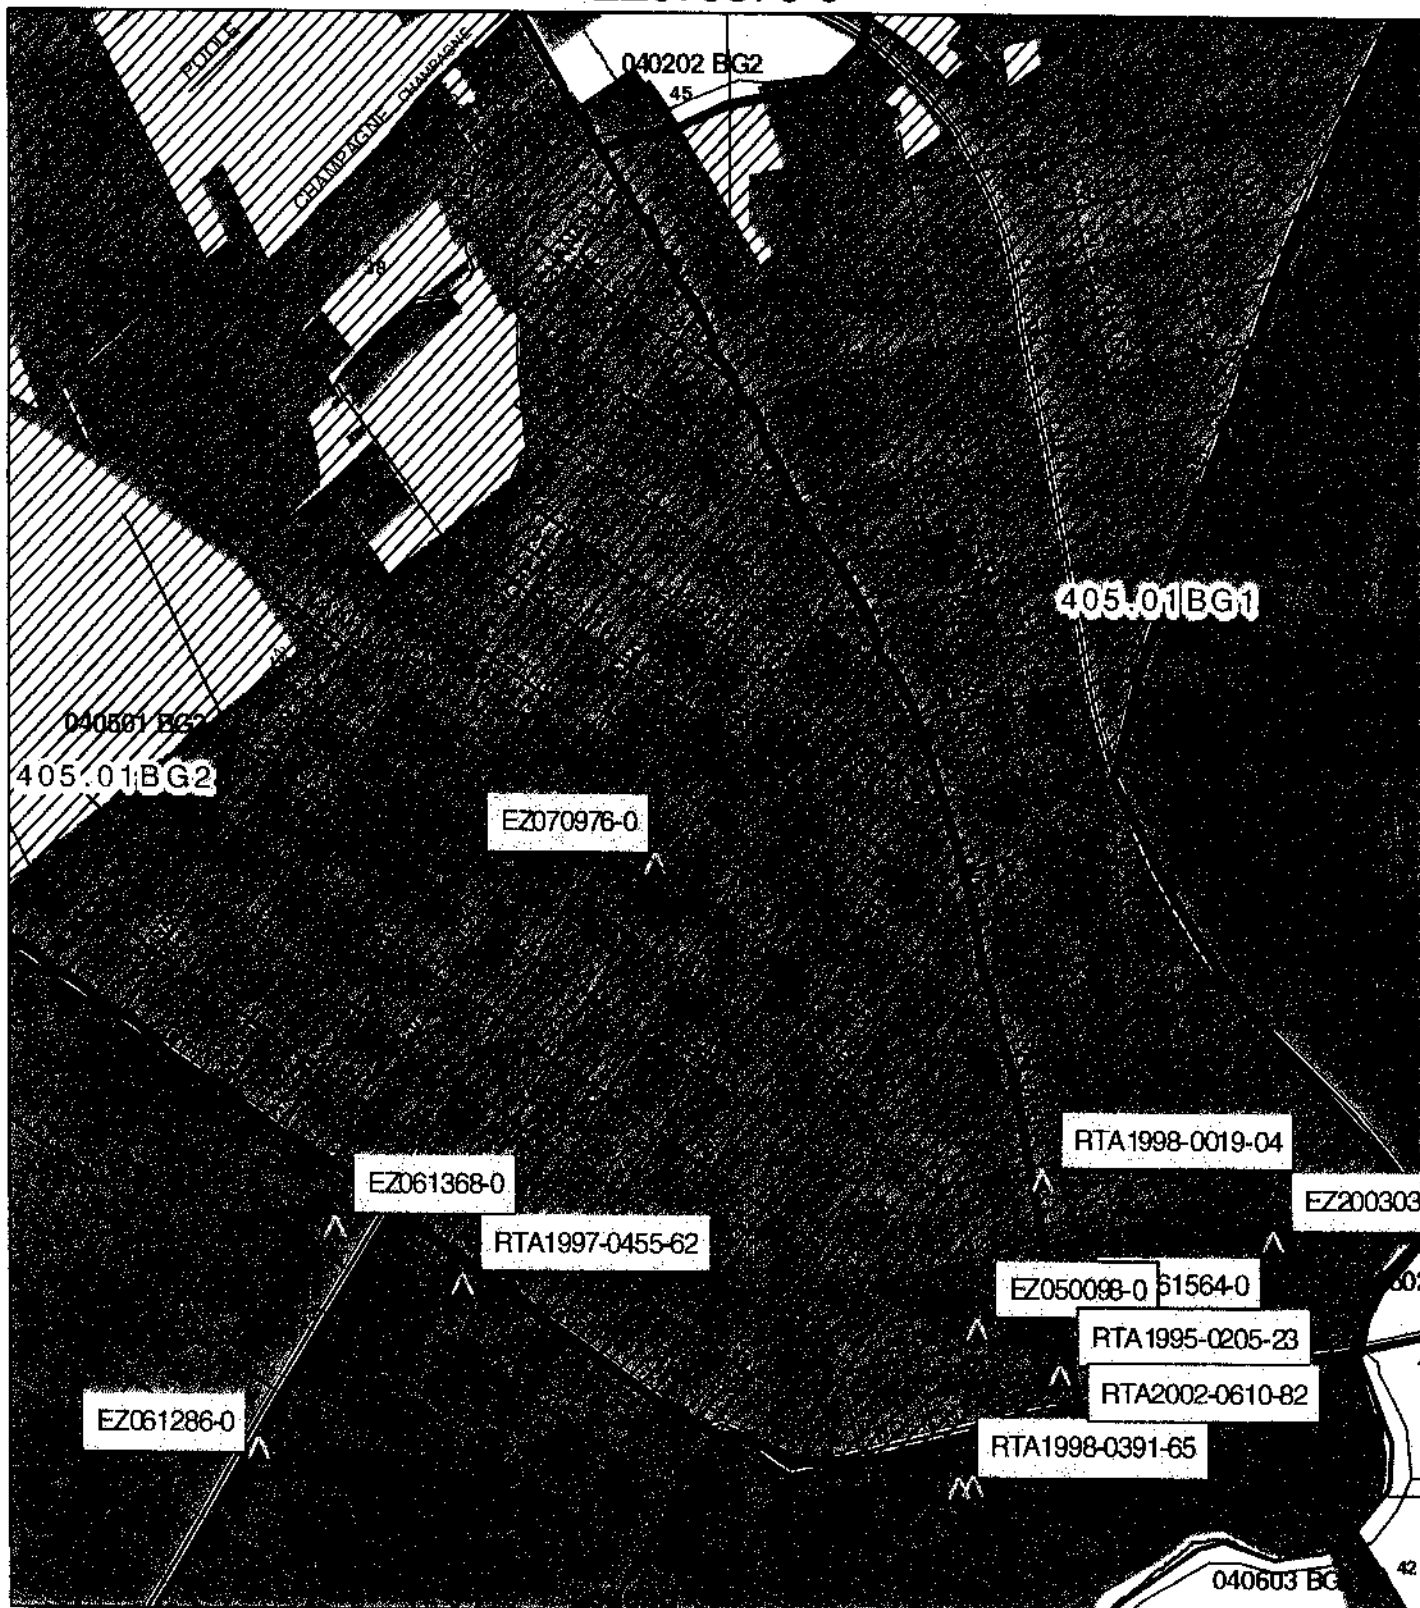 POOLE
CHAMPAGNE
CHAMPAGNE
040202 BG2
45
39
405.01BG1
405.01BG2
EZ070976-0
RTA1998-0019-04
EZ061368-0
EZ200303
RTA1997-0455-62
EZ050098-0
61564-0
RTA1995-0205-23
RTA2002-0610-82
EZ061286-0
RTA1998-0391-65
040603 BG
42